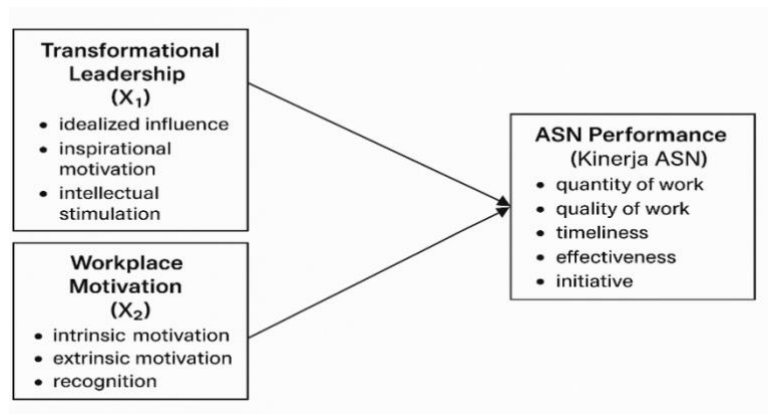 Transformational
Leadership
(X₁)
• idealized influence
• inspirational
motivation
• intellectual
stimulation
Workplace
Motivation
(X₂)
• intrinsic motivation
• extrinsic motivation
• recognition
ASN Performance
(Kinerja ASN)
• quantity of work
• quality of work
• timeliness
• effectiveness
• initiative